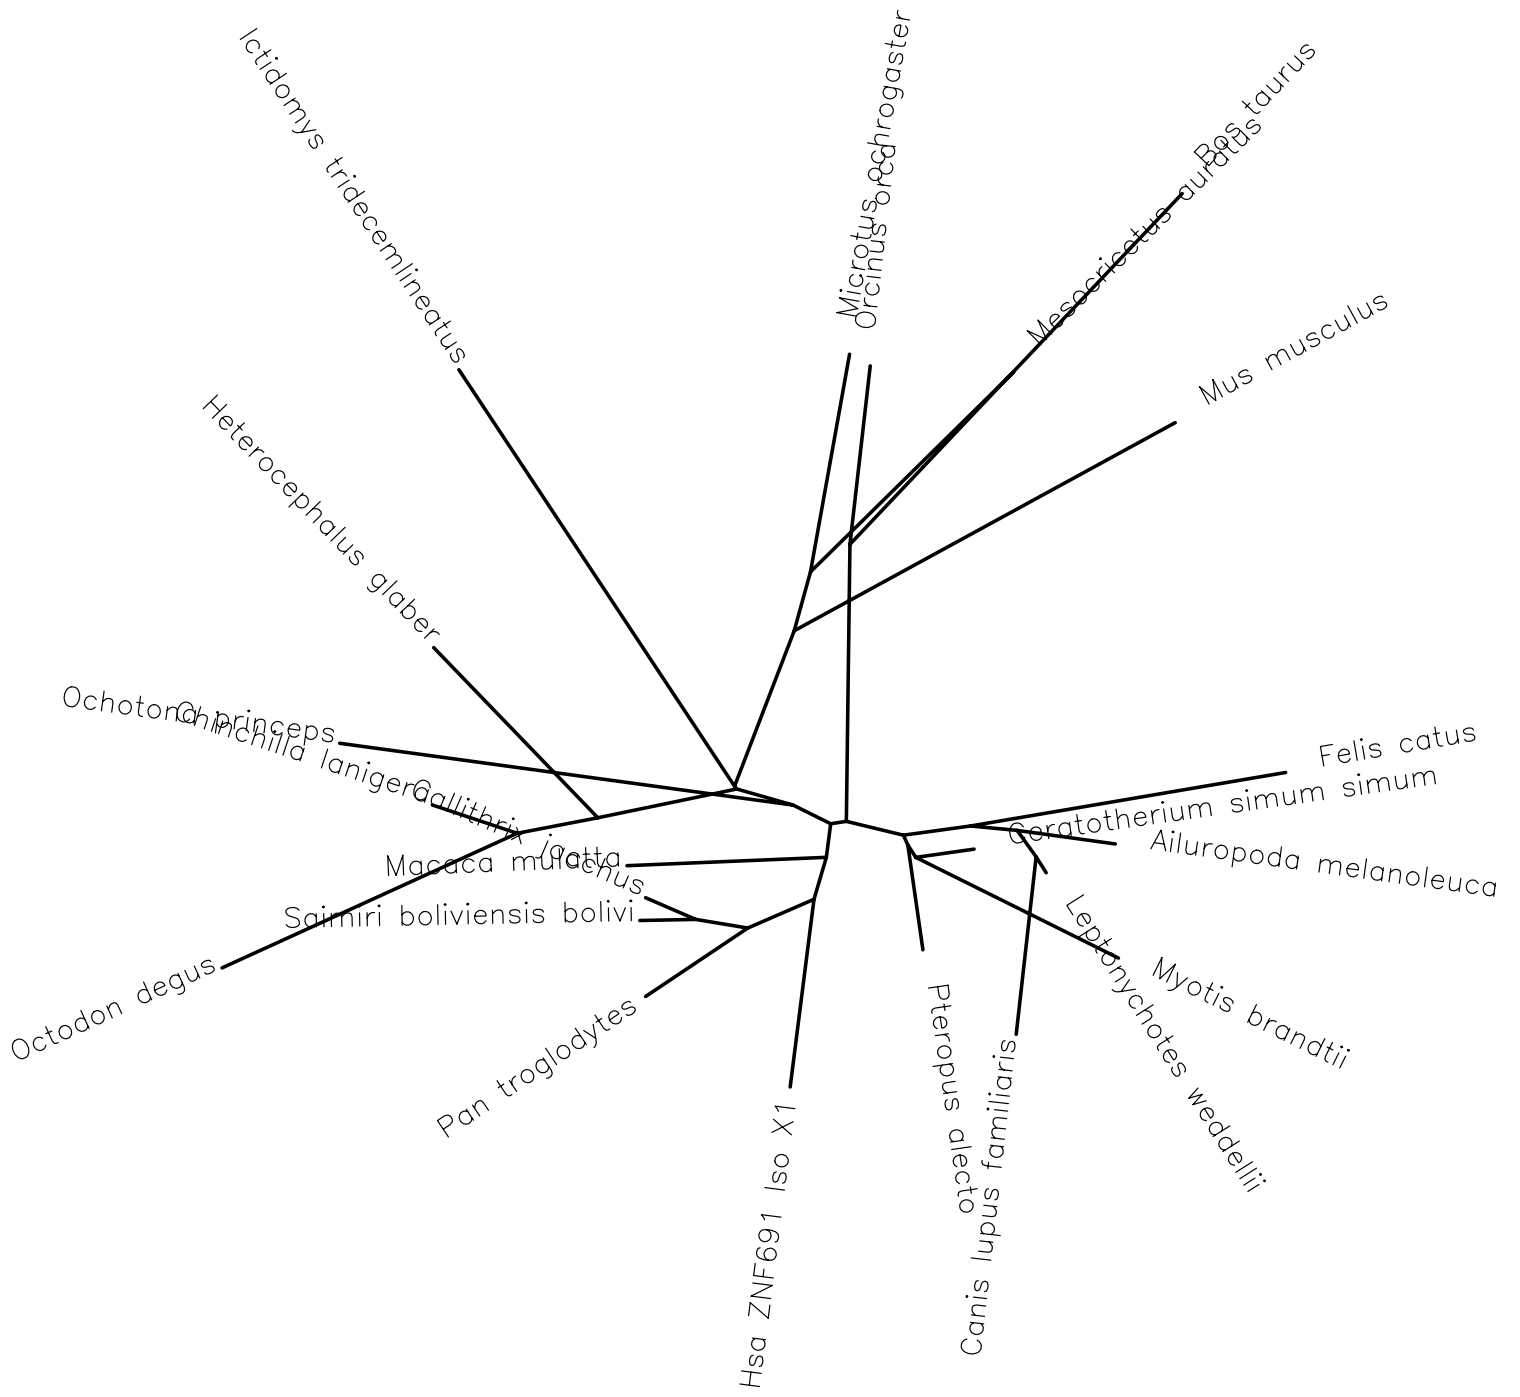 Ictidomys tridecemlineatus
Microtus ochrogaster
Orcinus orca
Bos taurus
Mesocricetus auratus
Mus musculus
Heterocephalus glaber
Ochotona princeps
Chinchilla lanigera
Callithrix jacchus
Macaca mulatta
Saimiri boliviensis bolivi
Octodon degus
Pan troglodytes
Hsa ZNF691 Iso X1
Felis catus
Ceratotherium simum simum
Ailuropoda melanoleuca
Leptonychotes weddellii
Myotis brandtii
Pteropus alecto
Canis lupus familiaris